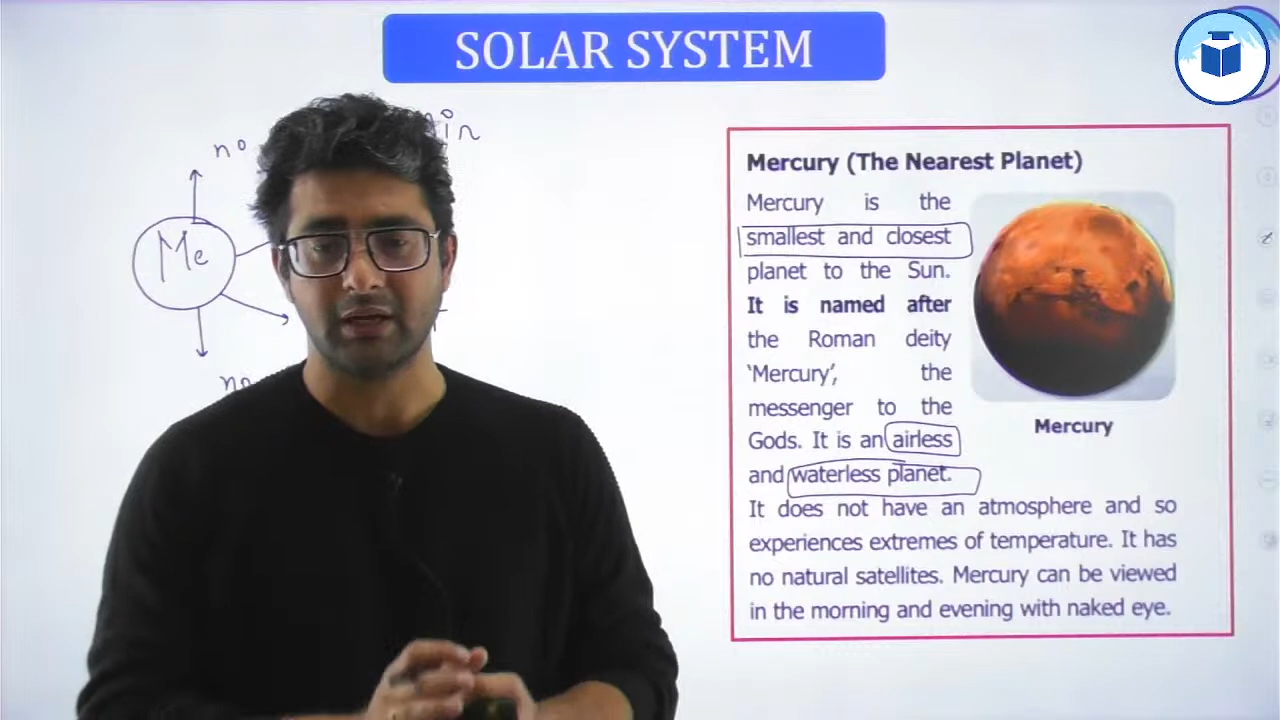 SOLAR SYSTEM
no
in
Me
no
Mercury (The Nearest Planet)
Mercury is the
smallest and closest
planet to the Sun.
It is named after
the Roman deity
‘Mercury’, the
messenger to the
Gods. It is an airless
and waterless planet.
It does not have an atmosphere and so
experiences extremes of temperature. It has
no natural satellites. Mercury can be viewed
in the morning and evening with naked eye.
Mercury